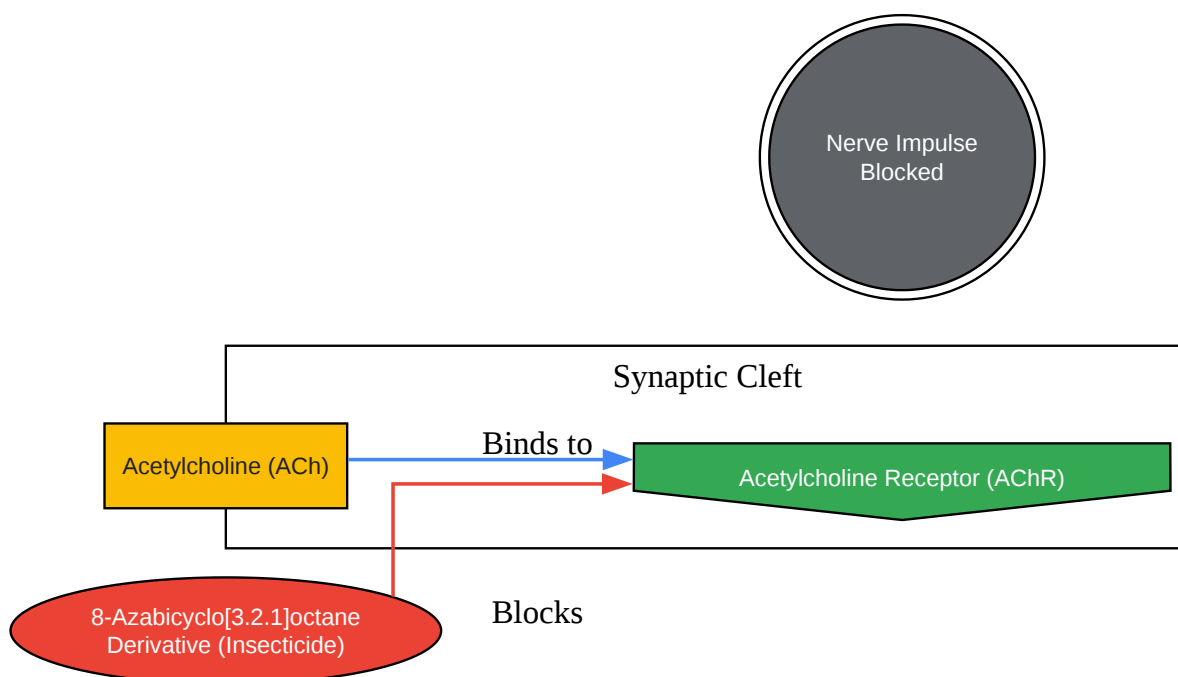 Nerve Impulse
Blocked
Synaptic Cleft
Acetylcholine (ACh)
Binds to
Acetylcholine Receptor (AChR)
8-Azabicyclo[3.2.1]octane
Derivative (Insecticide)
Blocks